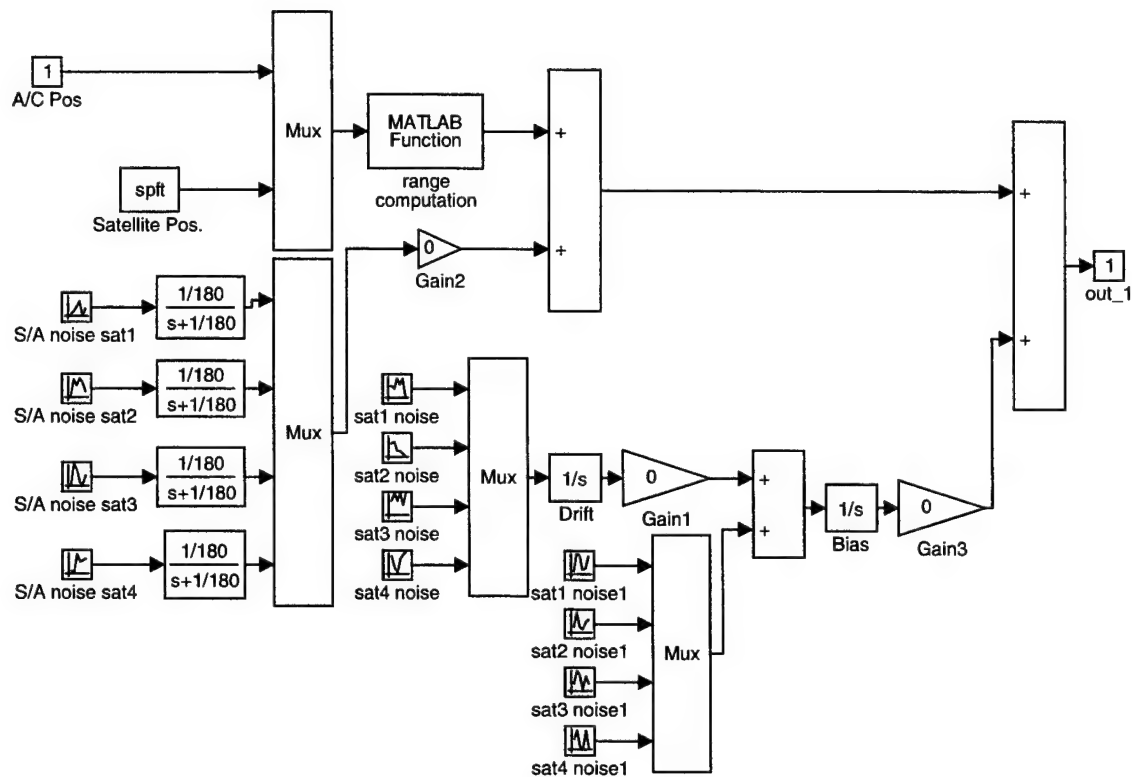 1
A/C Pos
spft
Satellite Pos.
Mux
MATLAB
Function
range
computation
+
+
0
Gain2
+
+
1
out_1
S/A noise sat1
1/180
s+1/180
S/A noise sat2
1/180
s+1/180
S/A noise sat3
1/180
s+1/180
S/A noise sat4
1/180
s+1/180
Mux
sat1 noise
sat2 noise
sat3 noise
sat4 noise
Mux
1/s
Drift
0
Gain1
+
+
1/s
Bias
0
Gain3
sat1 noise1
sat2 noise1
sat3 noise1
sat4 noise1
Mux